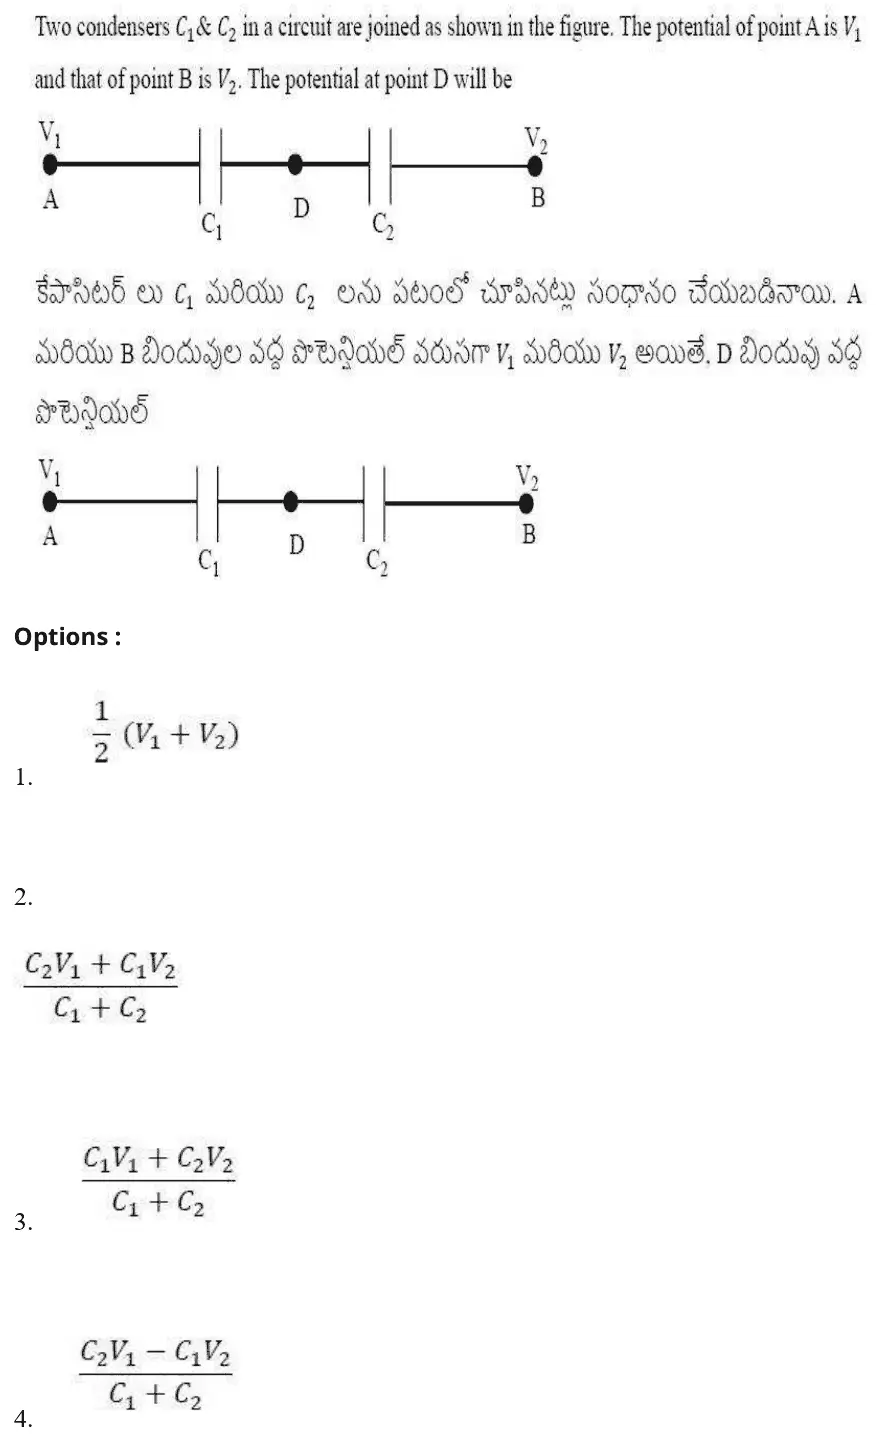 Two condensers C₁& C₂ in a circuit are joined as shown in the figure. The potential of point A is V₁
and that of point B is V₂. The potential at point D will be
V₁ V₂
A C₁ D C₂ B
కేపాసిటర్ లు C₁ మరియు C₂ లను పటంలో చూపినట్లు సంధానం చేయబడినాయి. A
మరియు B బిందువుల వద్ద పొటెన్షియల్ వరుసగా V₁ మరియు V₂ అయితే. D బిందువు వద్ద
పొటెన్షియల్
V₁ V₂
A C₁ D C₂ B
Options :
1. 1/2 (V₁ + V₂)
2.
C₂V₁ + C₁V₂
C₁ + C₂
C₁V₁ + C₂V₂
C₁ + C₂
3.
C₂V₁ − C₁V₂
C₁ + C₂
4.